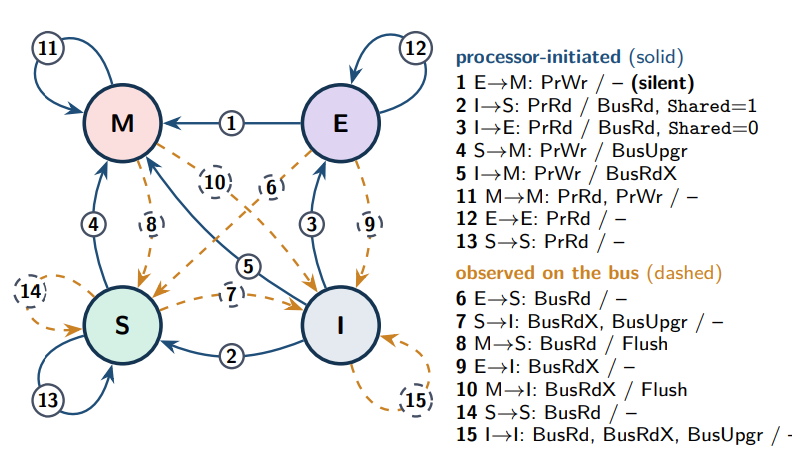 11
12
M
1
E
10
6
4
8
3
9
5
14
7
S
I
2
13
15
processor-initiated (solid)
1 E→M: PrWr / – (silent)
2 I→S: PrRd / BusRd, Shared=1
3 I→E: PrRd / BusRd, Shared=0
4 S→M: PrWr / BusUpgr
5 I→M: PrWr / BusRdX
11 M→M: PrRd, PrWr / –
12 E→E: PrRd / –
13 S→S: PrRd / –
observed on the bus (dashed)
6 E→S: BusRd / –
7 S→I: BusRdX, BusUpgr / –
8 M→S: BusRd / Flush
9 E→I: BusRdX / –
10 M→I: BusRdX / Flush
14 S→S: BusRd / –
15 I→I: BusRd, BusRdX, BusUpgr / -